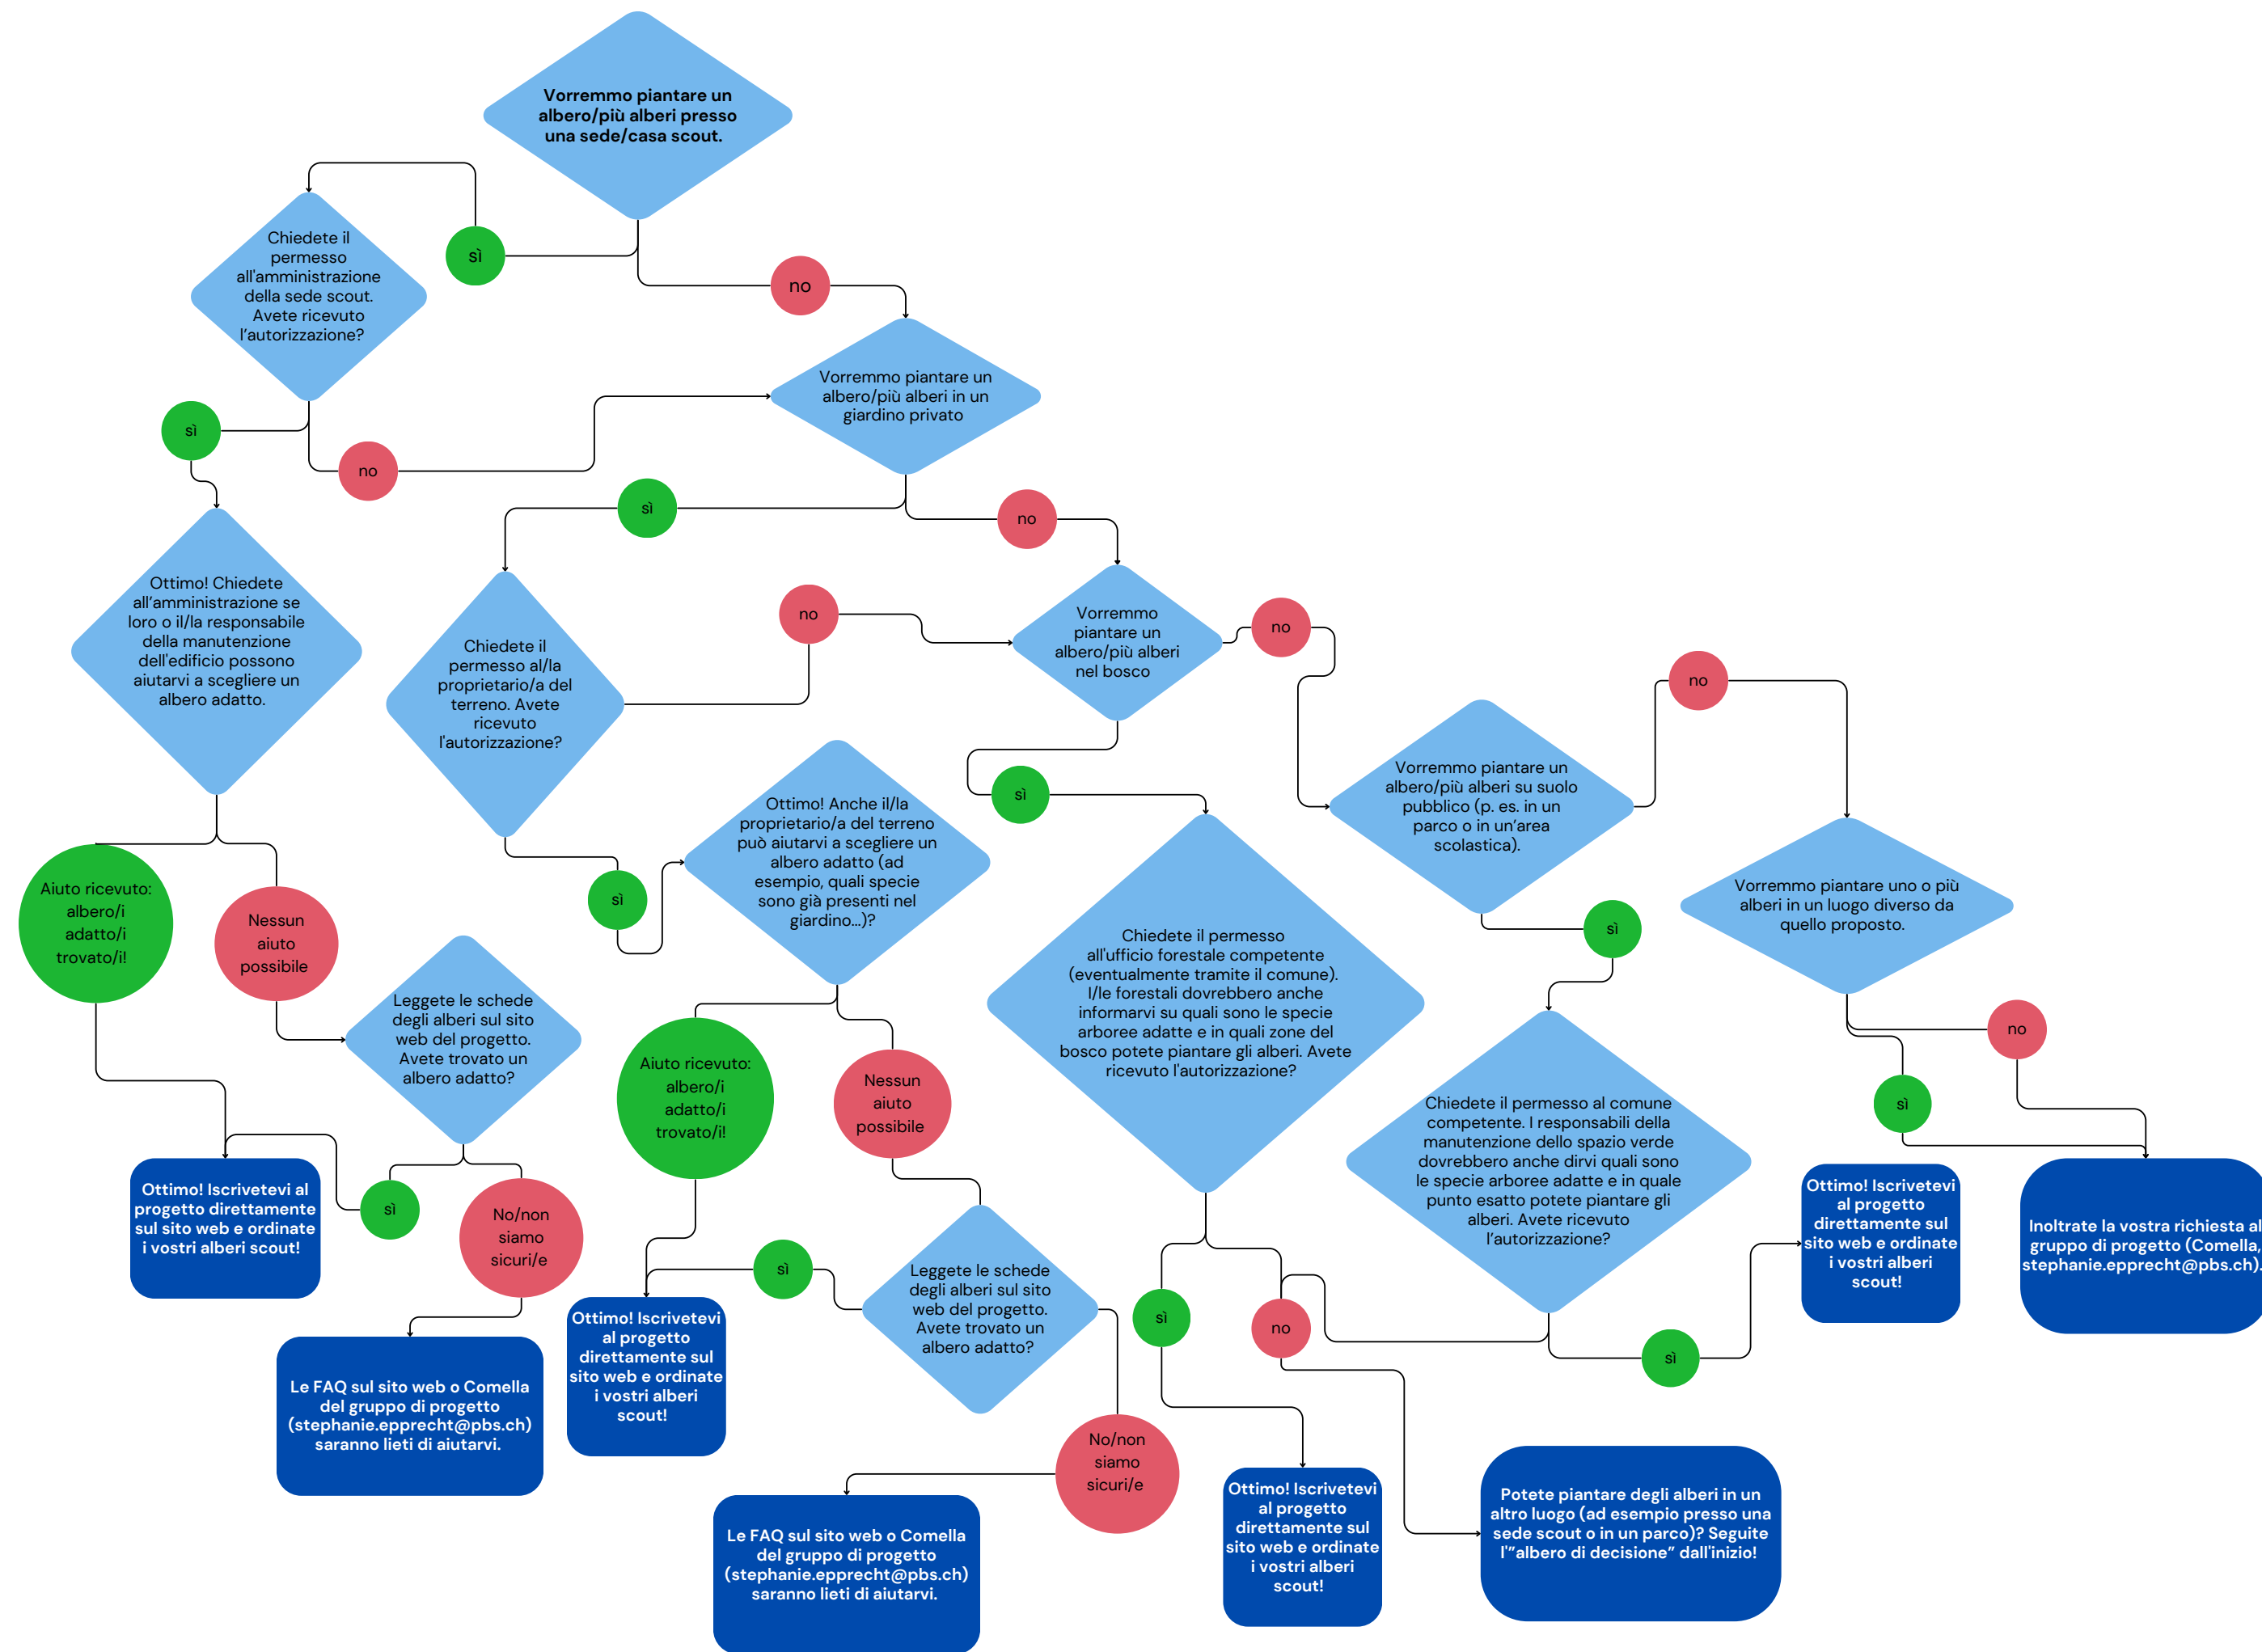 Vorremmo piantare un
albero/più alberi presso
una sede/casa scout.
sì
no
Chiedete il
permesso
all'amministrazione
della sede scout.
Avete ricevuto
l’autorizzazione?
Vorremmo piantare un
albero/più alberi in un
giardino privato
sì
no
sì
no
Ottimo! Chiedete
all’amministrazione se
loro o il/la responsabile
della manutenzione
dell'edificio possono
aiutarvi a scegliere un
albero adatto.
Chiedete il
permesso al/la
proprietario/a del
terreno. Avete
ricevuto
l'autorizzazione?
no
Vorremmo
piantare un
albero/più alberi
nel bosco
no
no
sì
Vorremmo piantare un
albero/più alberi su suolo
pubblico (p. es. in un
parco o in un’area
scolastica).
Ottimo! Anche il/la
proprietario/a del terreno
può aiutarvi a scegliere un
albero adatto (ad
esempio, quali specie
sono già presenti nel
giardino...)?
sì
Aiuto ricevuto:
albero/i
adatto/i
trovato/i!
Nessun
aiuto
possibile
Vorremmo piantare uno o più
alberi in un luogo diverso da
quello proposto.
sì
Chiedete il permesso
all'ufficio forestale competente
(eventualmente tramite il comune).
I/le forestali dovrebbero anche
informarvi su quali sono le specie
arboree adatte e in quali zone del
bosco potete piantare gli alberi. Avete
ricevuto l'autorizzazione?
Leggete le schede
degli alberi sul sito
web del progetto.
Avete trovato un
albero adatto?
no
sì
Aiuto ricevuto:
albero/i
adatto/i
trovato/i!
Nessun
aiuto
possibile
Chiedete il permesso al comune
competente. I responsabili della
manutenzione dello spazio verde
dovrebbero anche dirvi quali sono
le specie arboree adatte e in quale
punto esatto potete piantare gli
alberi. Avete ricevuto
l’autorizzazione?
Ottimo! Iscrivetevi al
progetto direttamente
sul sito web e ordinate
i vostri alberi scout!
sì
No/non
siamo
sicuri/e
Ottimo! Iscrivetevi
al progetto
direttamente sul
sito web e ordinate
i vostri alberi
scout!
Inoltrate la vostra richiesta al
gruppo di progetto (Comella,
stephanie.epprecht@pbs.ch).
sì
Leggete le schede
degli alberi sul sito
web del progetto.
Avete trovato un
albero adatto?
sì
no
sì
Ottimo! Iscrivetevi
al progetto
direttamente sul
sito web e ordinate
i vostri alberi
scout!
Le FAQ sul sito web o Comella
del gruppo di progetto
(stephanie.epprecht@pbs.ch)
saranno lieti di aiutarvi.
No/non
siamo
sicuri/e
Ottimo! Iscrivetevi
al progetto
direttamente sul
sito web e ordinate
i vostri alberi
scout!
Potete piantare degli alberi in un
altro luogo (ad esempio presso una
sede scout o in un parco)? Seguite
l'”albero di decisione” dall'inizio!
Le FAQ sul sito web o Comella
del gruppo di progetto
(stephanie.epprecht@pbs.ch)
saranno lieti di aiutarvi.